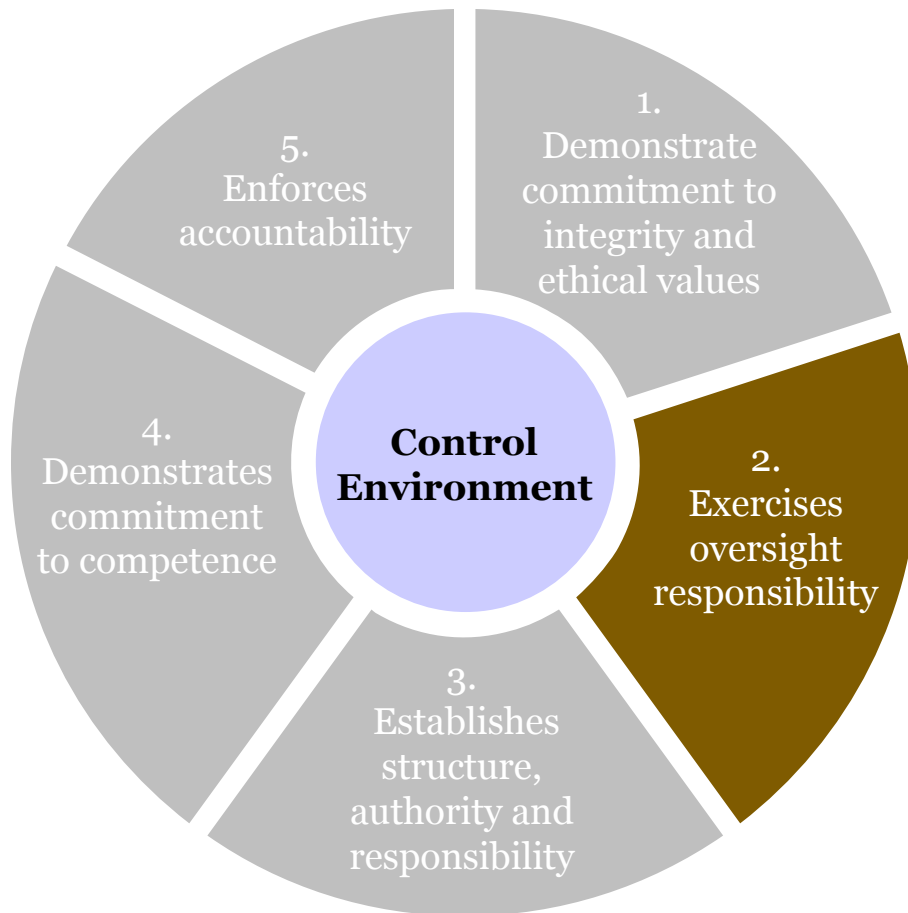 1.
Demonstrate
commitment to
integrity and
ethical values
2.
Exercises
oversight
responsibility
3.
Establishes
structure,
authority and
responsibility
4.
Demonstrates
commitment
to competence
5.
Enforces
accountability
Control
Environment